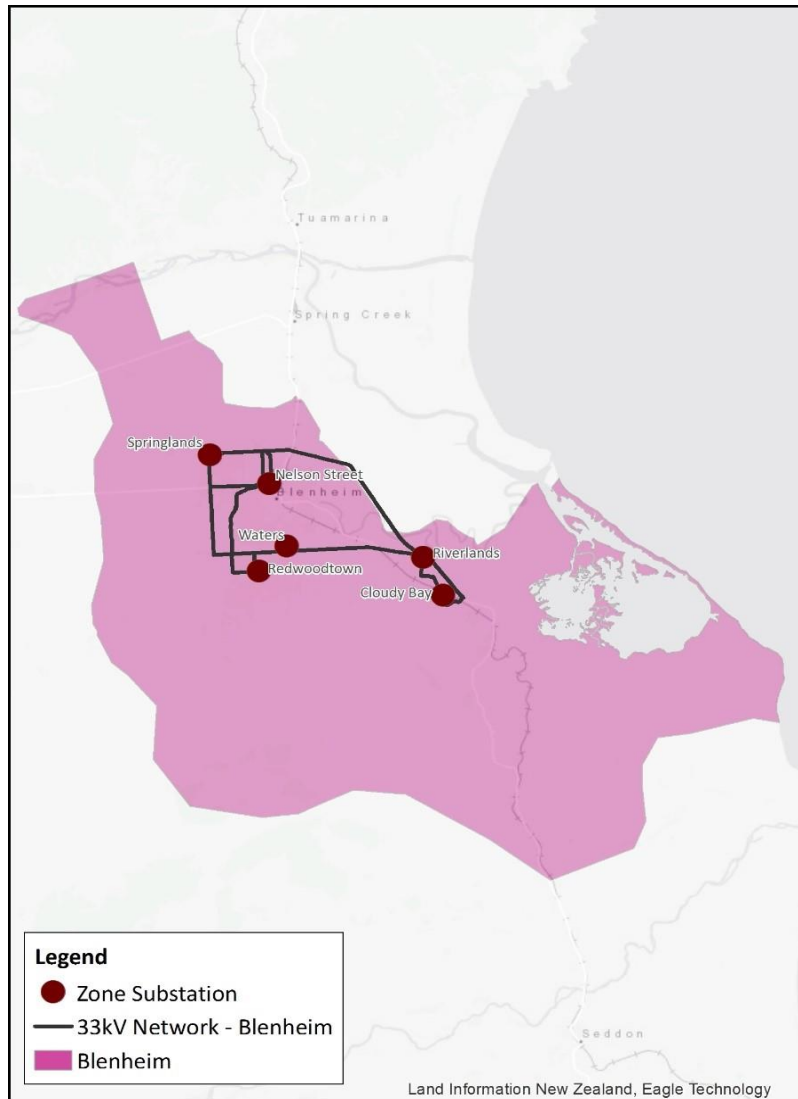 Tuamarina
Spring Creek
Springlands
Nelson Street
Blenheim
Waters
Redwoodtown
Riverlands
Cloudy Bay
Legend
Zone Substation
33kV Network - Blenheim
Blenheim
Seddon
Land Information New Zealand, Eagle Technology